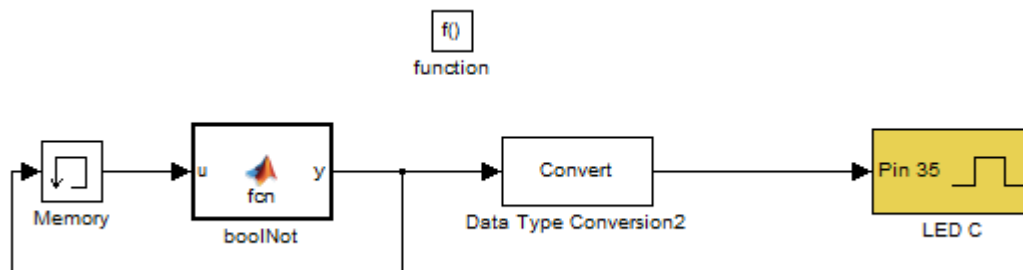 f()
function
u
fcn
y
Convert
Pin 35
Memory
boolNot
Data Type Conversion2
LED C